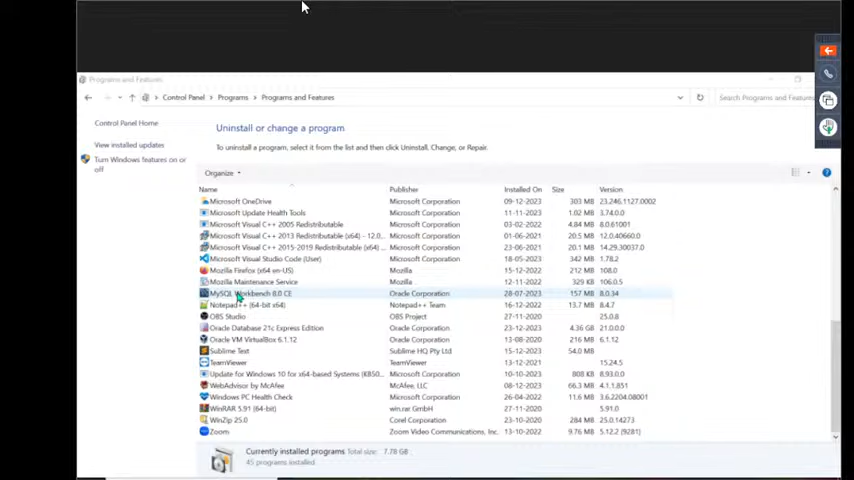 Programs and Features
Control Panel > Programs > Programs and Features
Search Programs and Features
Control Panel Home
View installed updates
Turn Windows features on or off
Uninstall or change a program
To uninstall a program, select it from the list and then click Uninstall, Change, or Repair.
Organize
Name Publisher Installed On Size Version
Microsoft OneDrive Microsoft Corporation 09-12-2023 303 MB 23.246.1127.0002
Microsoft Update Health Tools Microsoft Corporation 11-11-2023 1.02 MB 3.74.0.0
Microsoft Visual C++ 2005 Redistributable Microsoft Corporation 03-02-2022 4.84 MB 8.0.61001
Microsoft Visual C++ 2013 Redistributable (x64) - 12.0... Microsoft Corporation 01-06-2021 20.5 MB 12.0.40660.0
Microsoft Visual C++ 2015-2019 Redistributable (x64) ... Microsoft Corporation 23-06-2021 20.1 MB 14.29.30037.0
Microsoft Visual Studio Code (User) Microsoft Corporation 18-05-2023 342 MB 1.78.2
Mozilla Firefox (x64 en-US) Mozilla 15-12-2022 212 MB 108.0
Mozilla Maintenance Service Mozilla 11-11-2022 329 KB 106.0.5
MySQL Workbench 8.0 CE Oracle Corporation 28-07-2023 157 MB 8.0.34
Notepad++ (64-bit x64) Notepad++ Team 16-12-2022 13.7 MB 8.4.7
OBS Studio OBS Project 27-11-2020 25.0.8
Oracle Database 21c Express Edition Oracle Corporation 23-12-2023 4.36 GB 21.0.0.0
Oracle VM VirtualBox 6.1.12 Oracle Corporation 28-08-2020 216 MB 6.1.12
Sublime Text Sublime HQ Pty Ltd 15-12-2023 54.0 MB
TeamViewer TeamViewer 13-12-2021 15.24.5
Update for Windows 10 for x64-based Systems (KB50... Microsoft Corporation 10-10-2023 808 KB 8.93.0.0
WebAdvisor by McAfee McAfee, LLC 08-12-2023 66.3 MB 4.1.1.851
Windows PC Health Check Microsoft Corporation 26-04-2022 11.6 MB 3.6.2204.08001
WinRAR 5.91 (64-bit) win.rar GmbH 27-11-2020 5.91.0
WinZip 25.0 Corel Corporation 23-10-2020 284 MB 25.0.14273
Zoom Zoom Video Communications, Inc. 13-10-2022 9.76 MB 5.12.2 (9281)
Currently installed programs Total size: 7.78 GB
45 programs installed